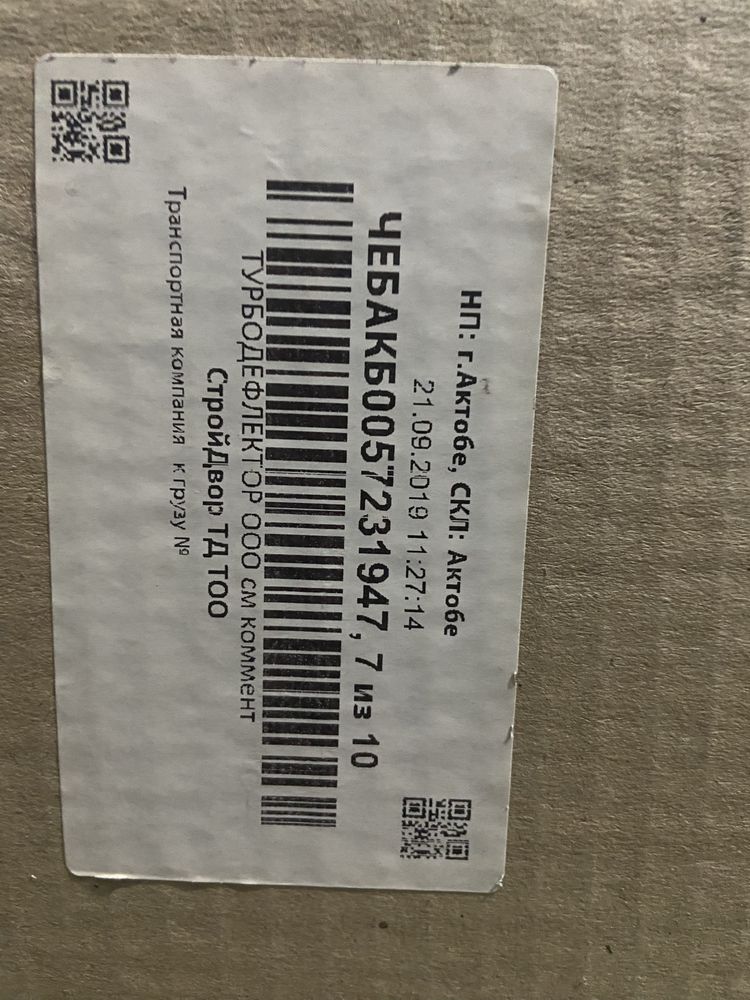 НП: г.Актобе, СКЛ: Актобе
21.09.2019 11:27:14
ЧЕБАКБ0057231947, 7 из 10
ТУРБОДЕФЛЕКТОР ООО см коммент
СтройДвор ТД ТОО
Транспортная компания к грузу №